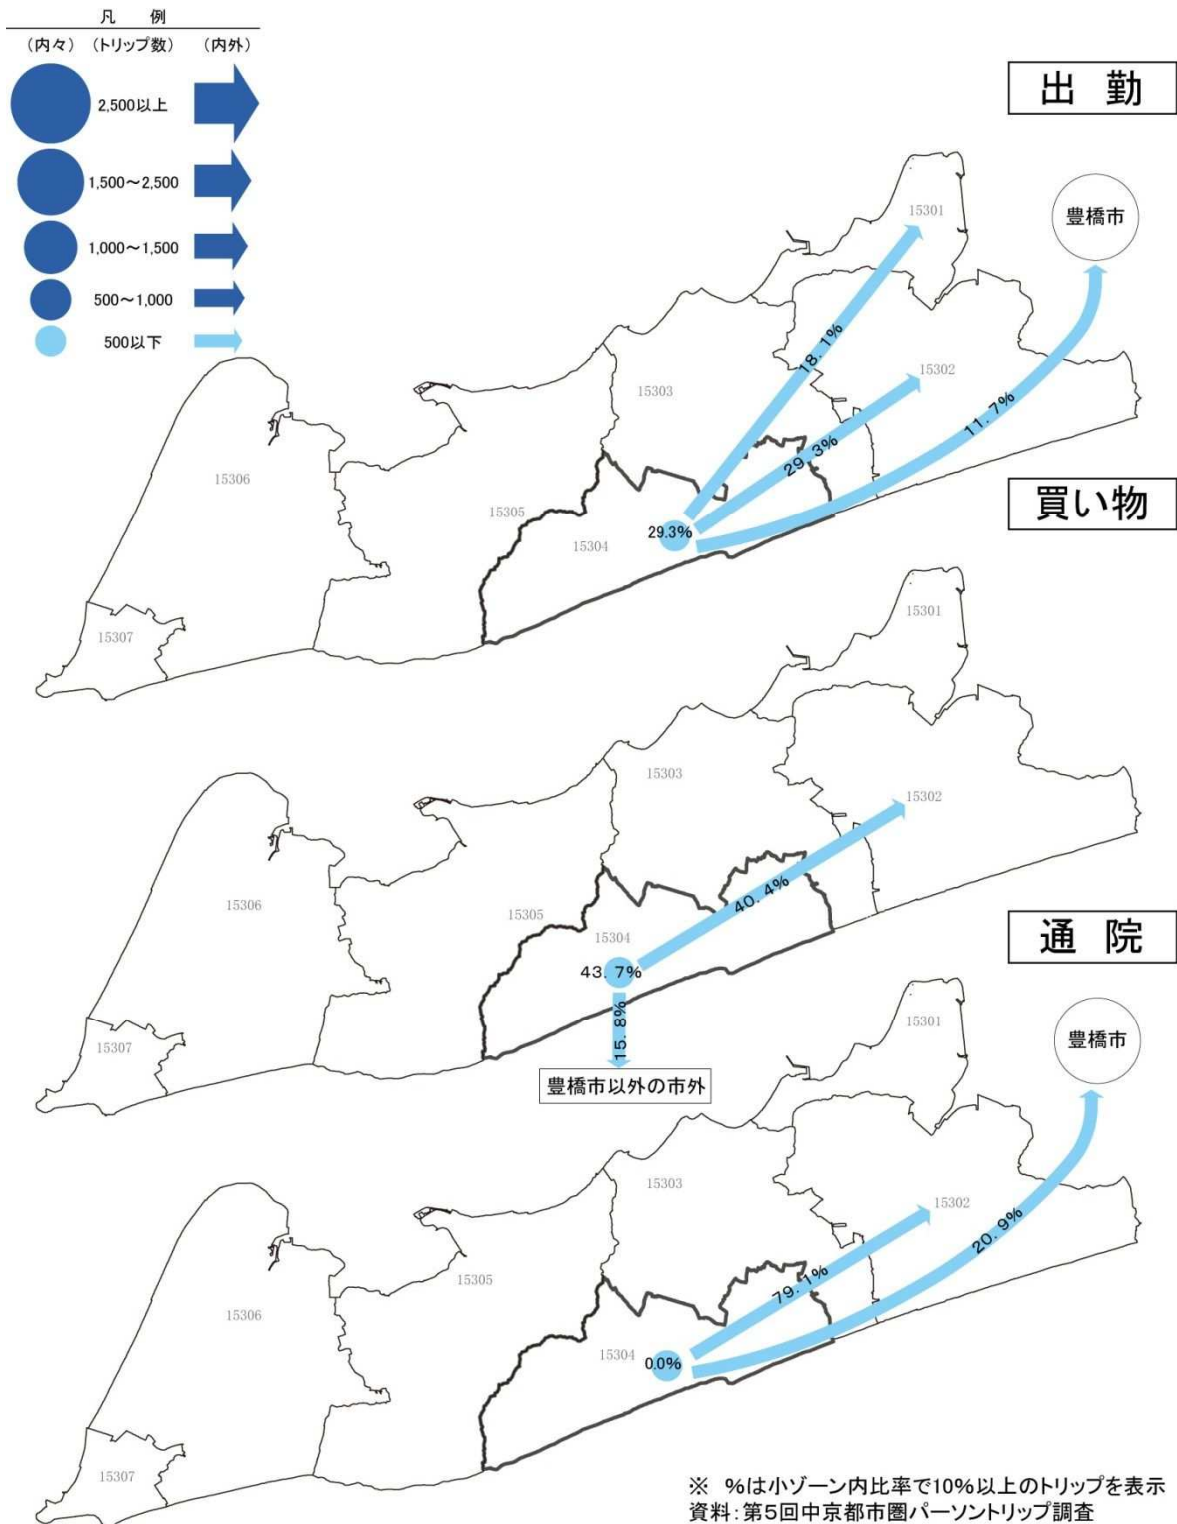 凡　例
（内々）（トリップ数）（内外）
2,500以上
1,500～2,500
1,000～1,500
500～1,000
500以下
出　勤
豊橋市
15301
18.1%
15302
11.7%
15303
29.3%
15306
15305
29.3%
15304
15307
買い物
15301
15303
15302
40.4%
15306
15305
15304
43.7%
15.8%
15307
豊橋市以外の市外
通　院
15301
豊橋市
15303
15302
20.9%
79.1%
15305
15306
15304
0.0%
15307
※ %は小ゾーン内比率で10%以上のトリップを表示
資料：第5回中京都市圏パーソントリップ調査